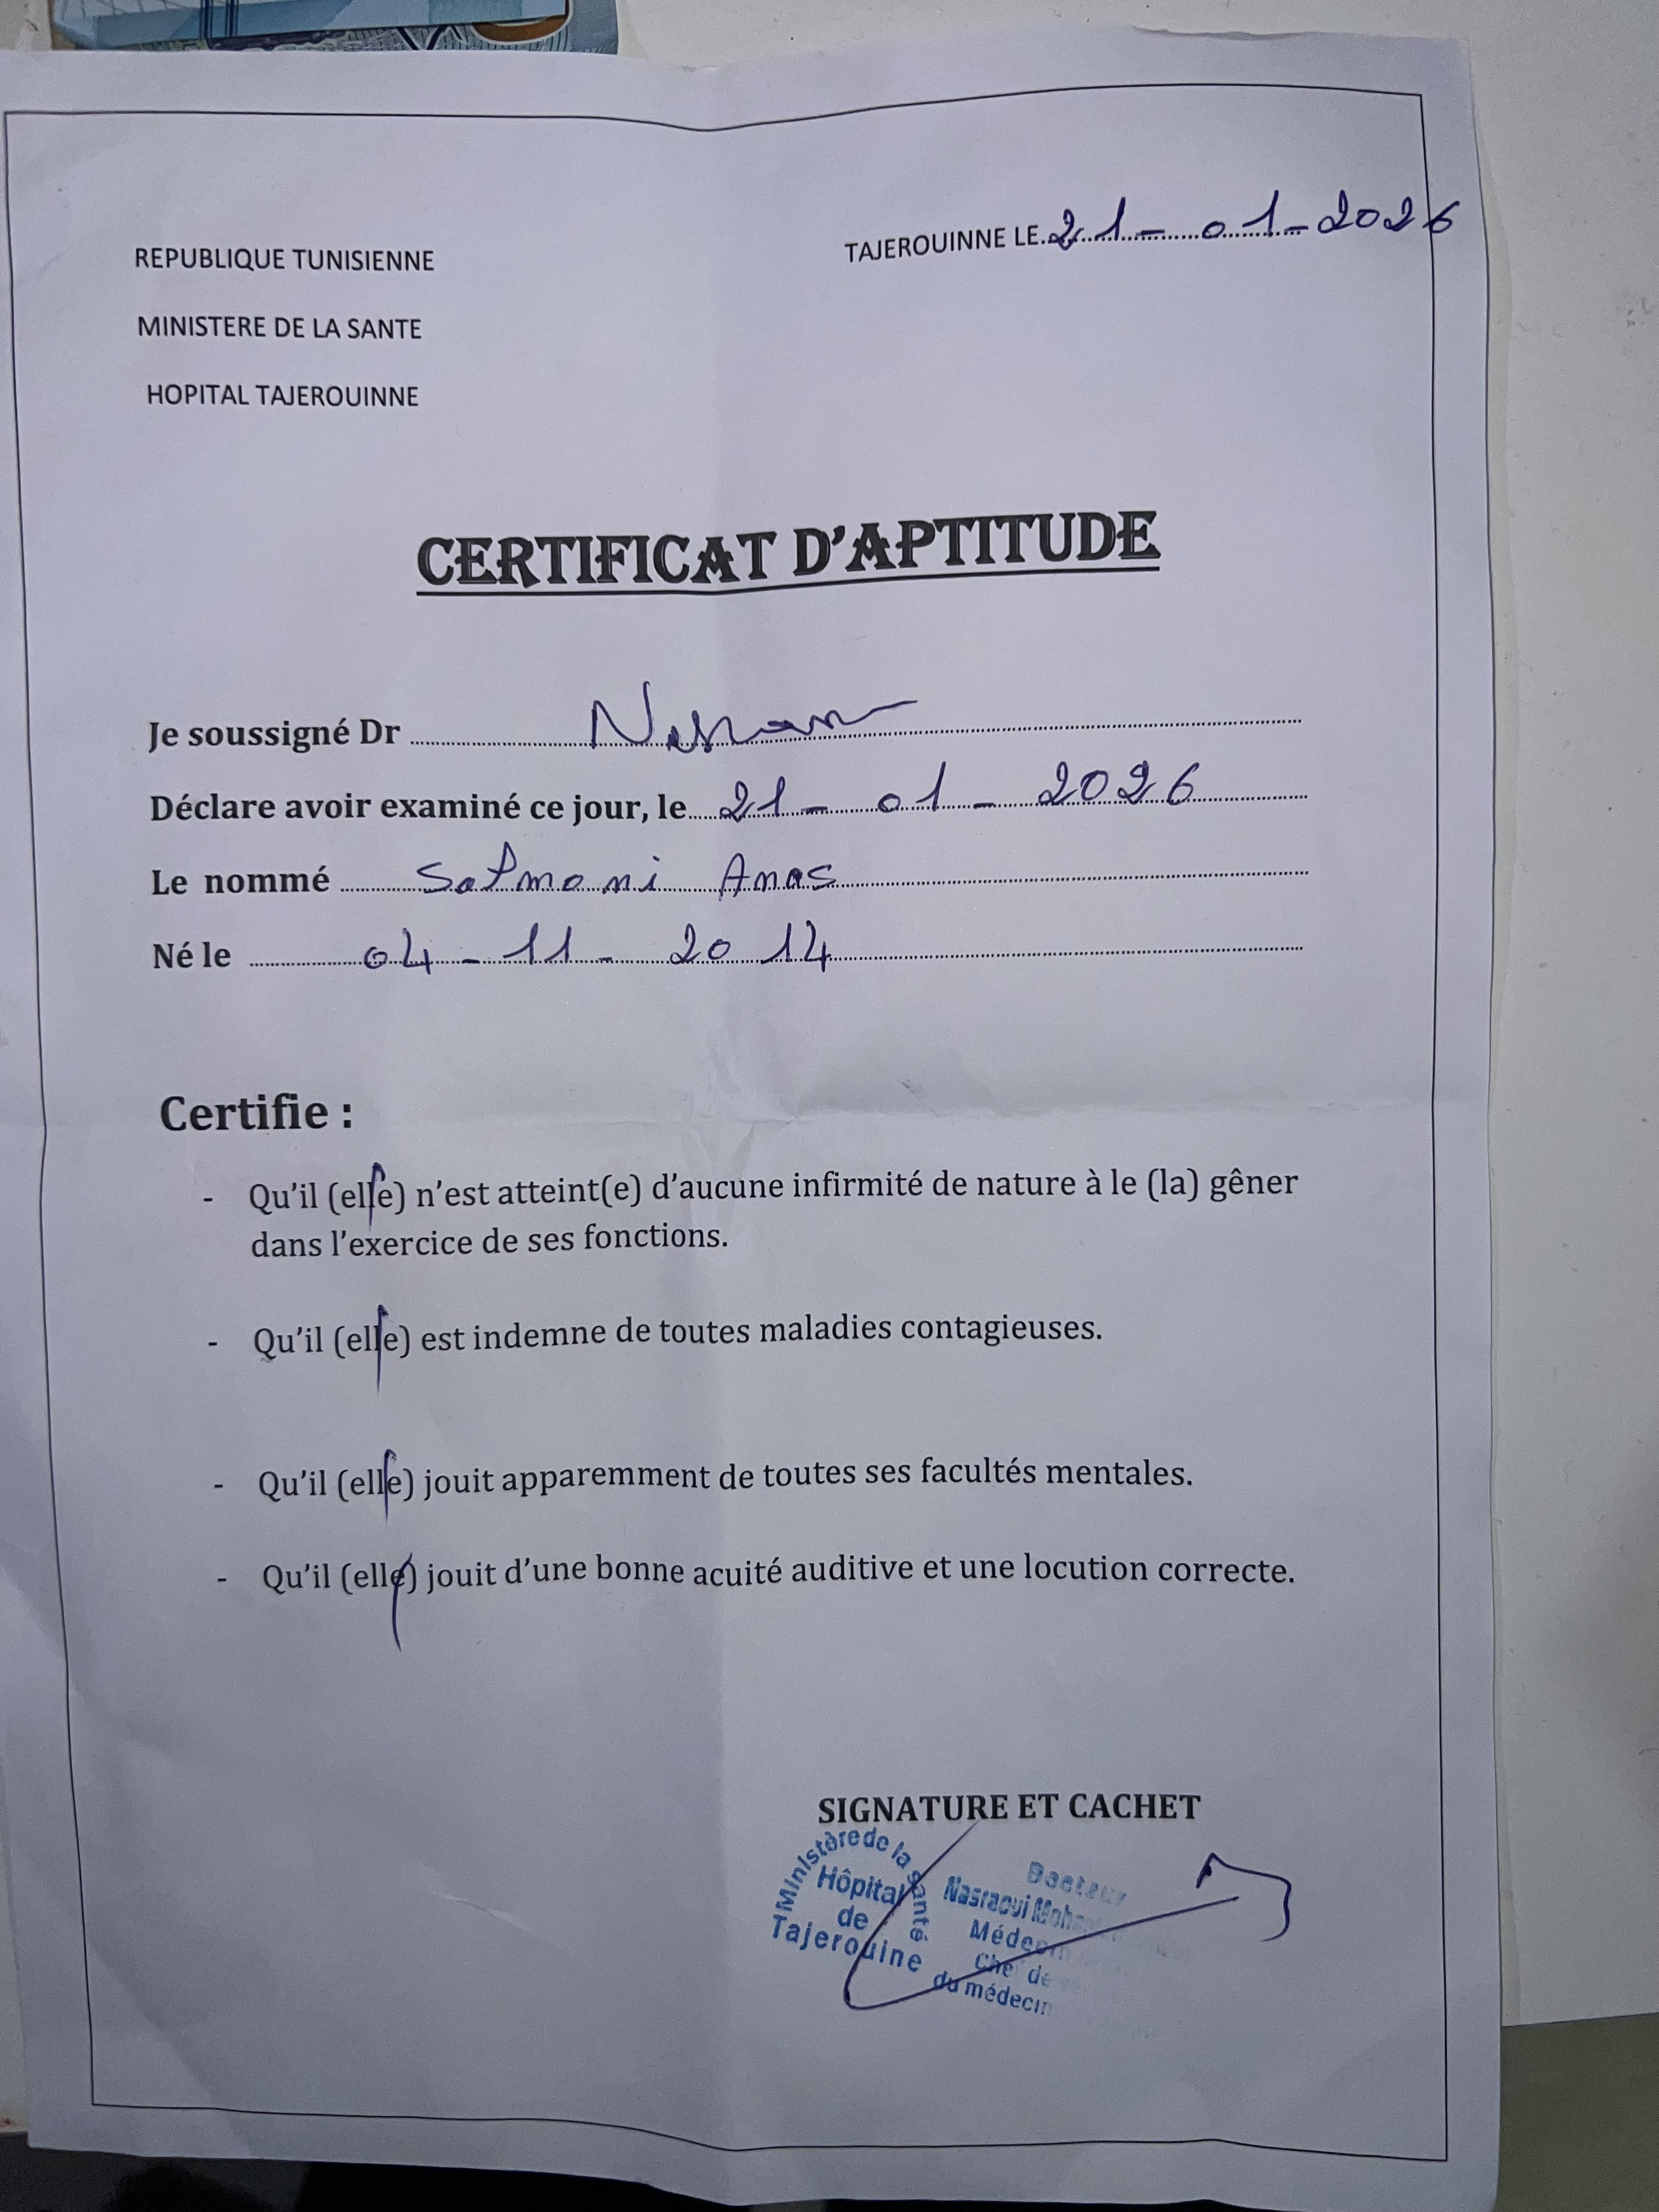 TAJEROUINNE LE 21-01-2026
REPUBLIQUE TUNISIENNE
MINISTERE DE LA SANTE
HOPITAL TAJEROUINNE
CERTIFICAT D'APTITUDE
Je soussigné Dr
Déclare avoir examiné ce jour, le 21-01-2026
Le nommé Salmoni Anas
Né le 04-11-2014
Certifie :
- Qu'il (elle) n'est atteint(e) d'aucune infirmité de nature à le (la) gêner
dans l'exercice de ses fonctions.
- Qu'il (elle) est indemne de toutes maladies contagieuses.
- Qu'il (elle) jouit apparemment de toutes ses facultés mentales.
- Qu'il (elle) jouit d'une bonne acuité auditive et une locution correcte.
SIGNATURE ET CACHET
Ministère de la santé
Hôpital
de
Tajerouine
Docteur
Nasraoui
Médecin
Chef de
du médecin